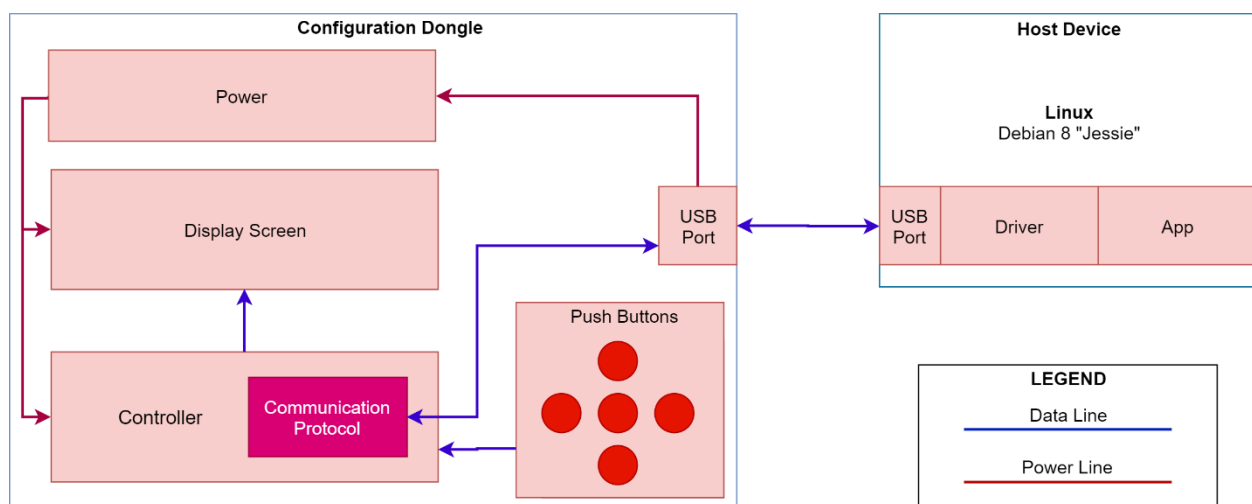 Configuration Dongle
Power
Display Screen
Controller
Communication
Protocol
USB
Port
Push Buttons
Host Device
Linux
Debian 8 "Jessie"
USB
Port
Driver
App
LEGEND
Data Line
Power Line